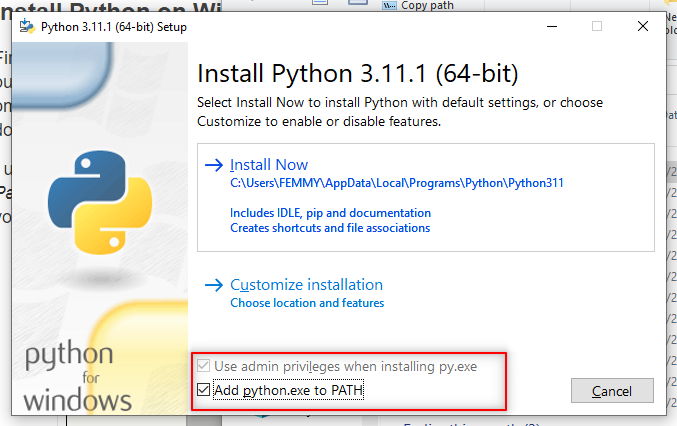 nstall Python on Wi
Copy path
Python 3.11.1 (64-bit) Setup
Install Python 3.11.1 (64-bit)
Select Install Now to install Python with default settings, or choose
Customize to enable or disable features.
Install Now
C:\Users\FEMMY\AppData\Local\Programs\Python\Python311
Includes IDLE, pip and documentation
Creates shortcuts and file associations
Customize installation
Choose location and features
Use admin privileges when installing py.exe
Add python.exe to PATH
Cancel
python
for
windows